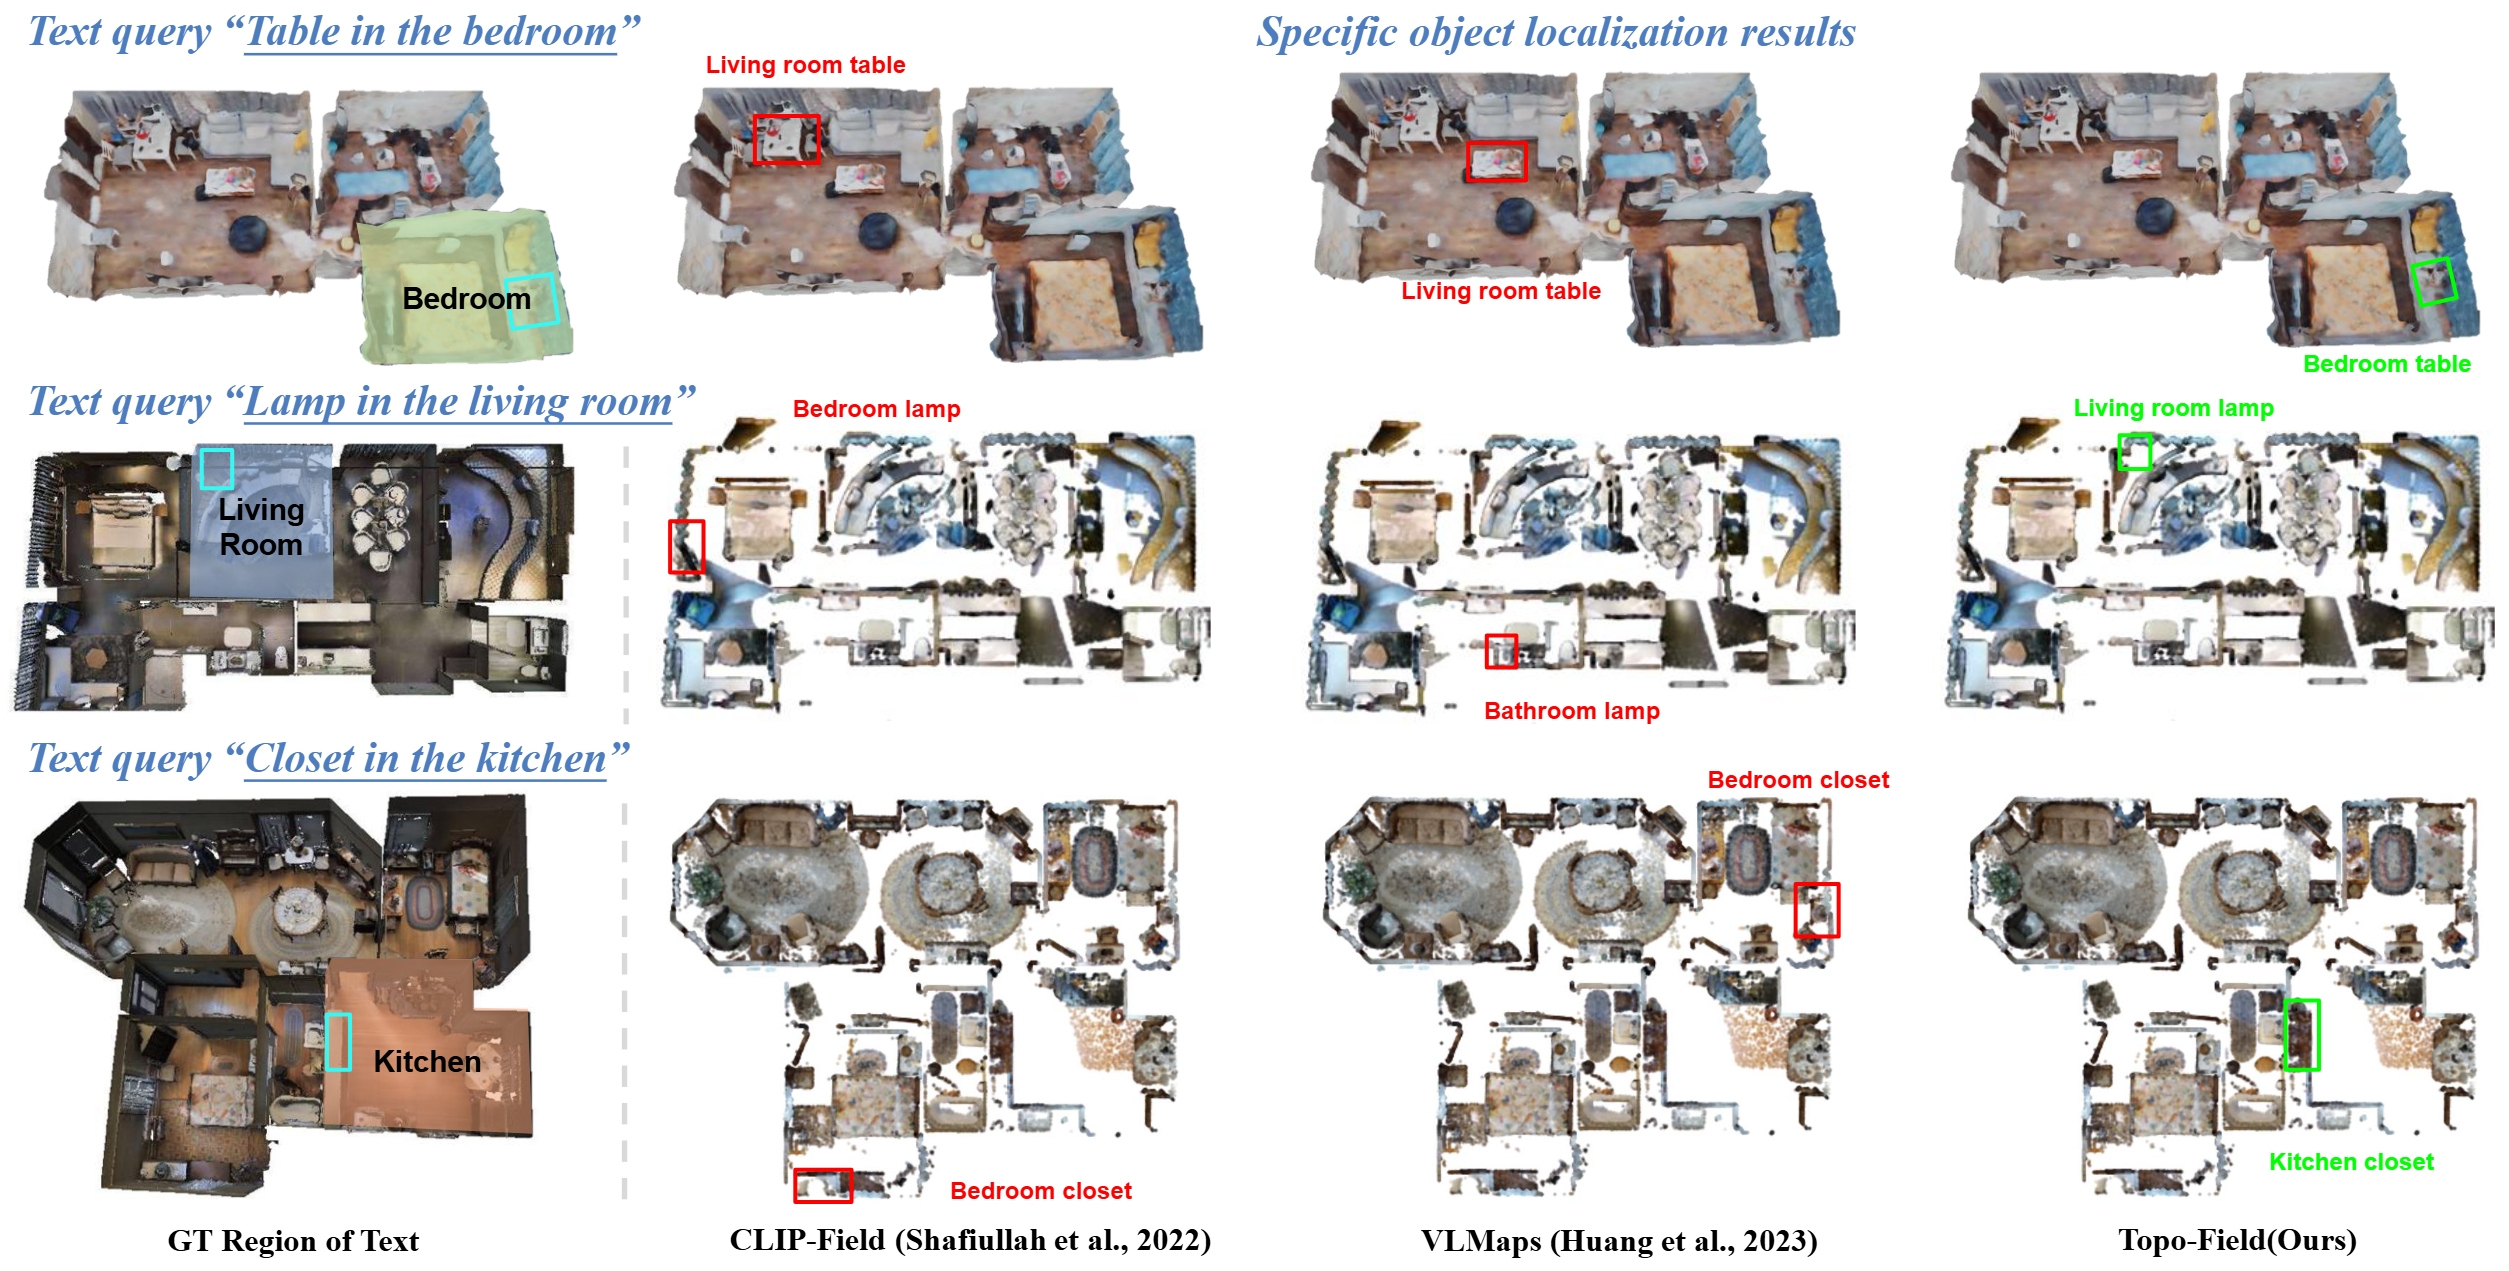 Text query “Table in the bedroom”
Specific object localization results
Living room table
Bedroom
Living room table
Bedroom table
Text query “Lamp in the living room”
Bedroom lamp
Living room lamp
Living
Room
Bathroom lamp
Text query “Closet in the kitchen”
Bedroom closet
Kitchen
Kitchen closet
Bedroom closet
GT Region of Text
CLIP-Field (Shafiullah et al., 2022)
VLMaps (Huang et al., 2023)
Topo-Field(Ours)